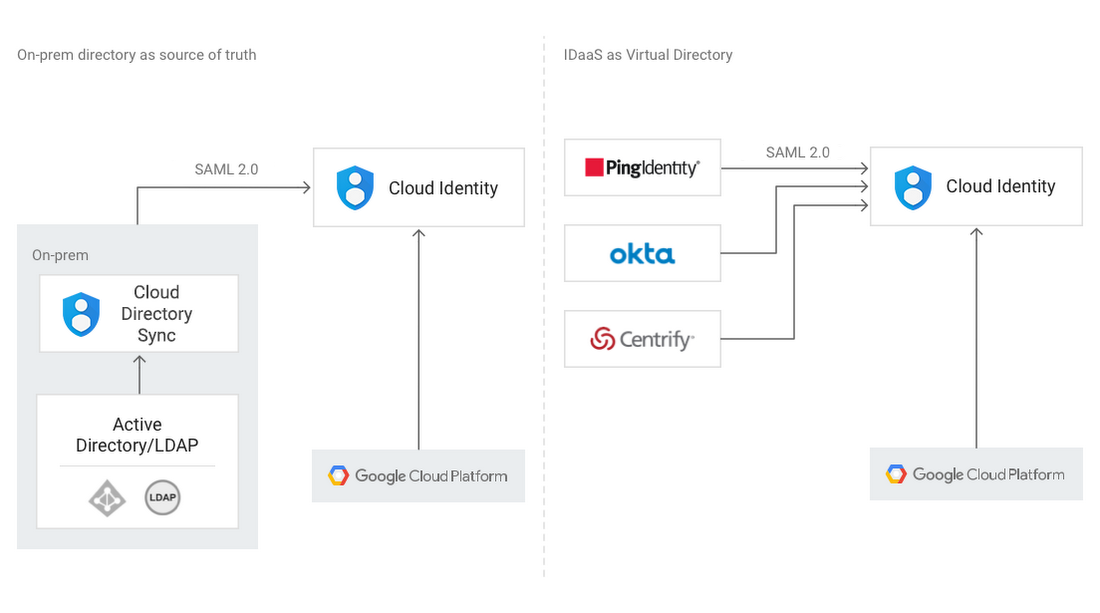 On-prem directory as source of truth
SAML 2.0
Cloud Identity
On-prem
Cloud
Directory
Sync
Active
Directory/LDAP
LDAP
Google Cloud Platform
IDaaS as Virtual Directory
PingIdentity®
SAML 2.0
Cloud Identity
okta
Centrify®
Google Cloud Platform